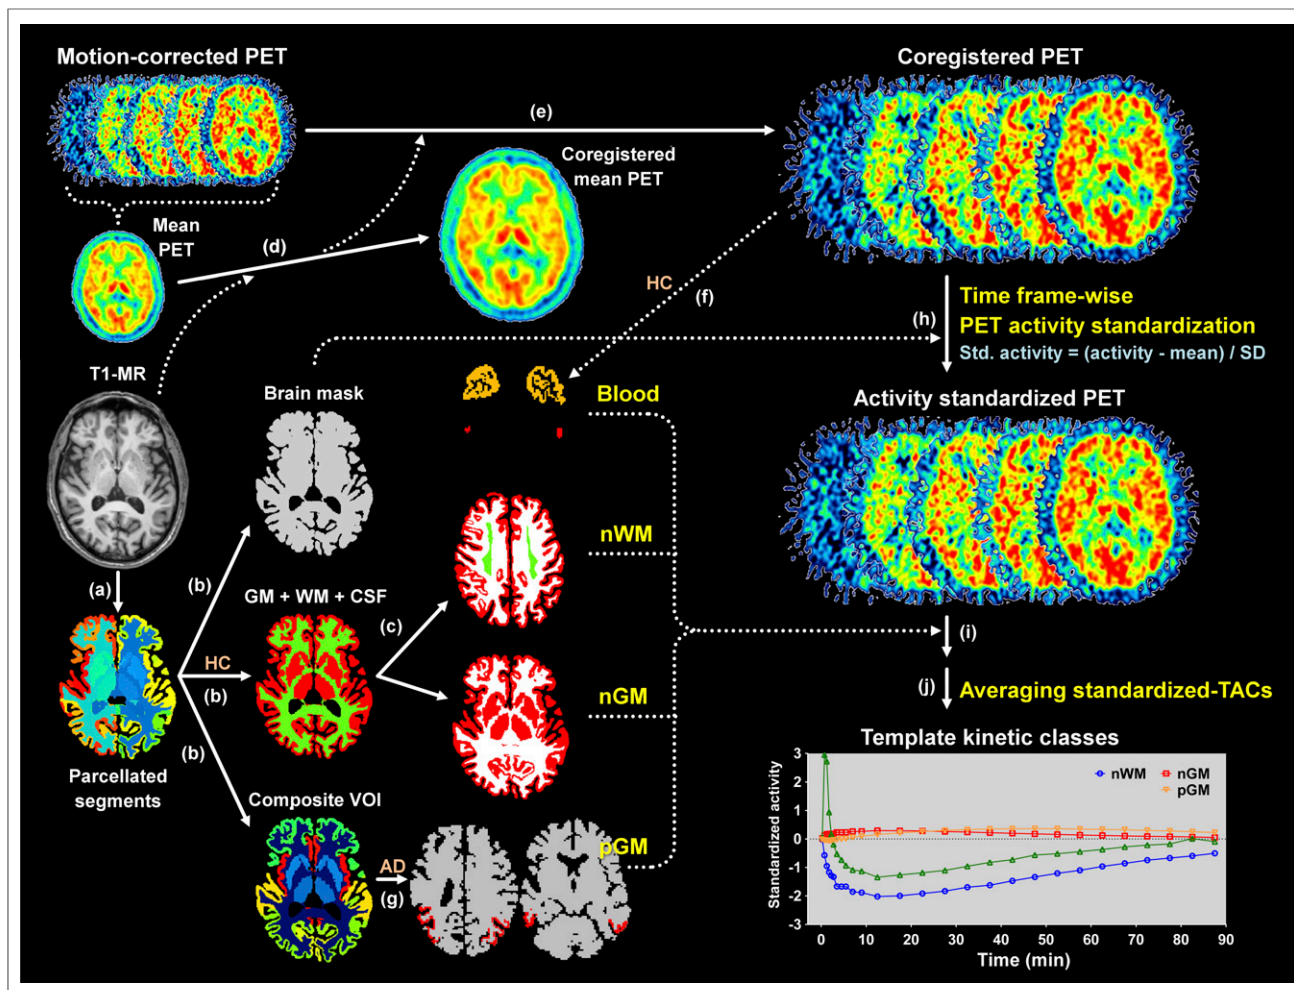 Motion-corrected PET
Coregistered PET
(e)
Coregistered
mean PET
Mean
PET
(d)
HC
(f)
Time frame-wise
(h)
PET activity standardization
Std. activity = (activity - mean) / SD
T1-MR
Brain mask
Blood
Activity standardized PET
nWM
(a)
(b)
GM + WM + CSF
(c)
(i)
HC
(b)
nGM
(j)
Averaging standardized-TACs
(b)
Template kinetic classes
Parcellated
segments
Composite VOI
pGM
AD
(g)
Standardized activity
3
2
1
0
-1
-2
-3
nWM
nGM
pGM
0
10
20
30
40
50
60
70
80
90
Time (min)